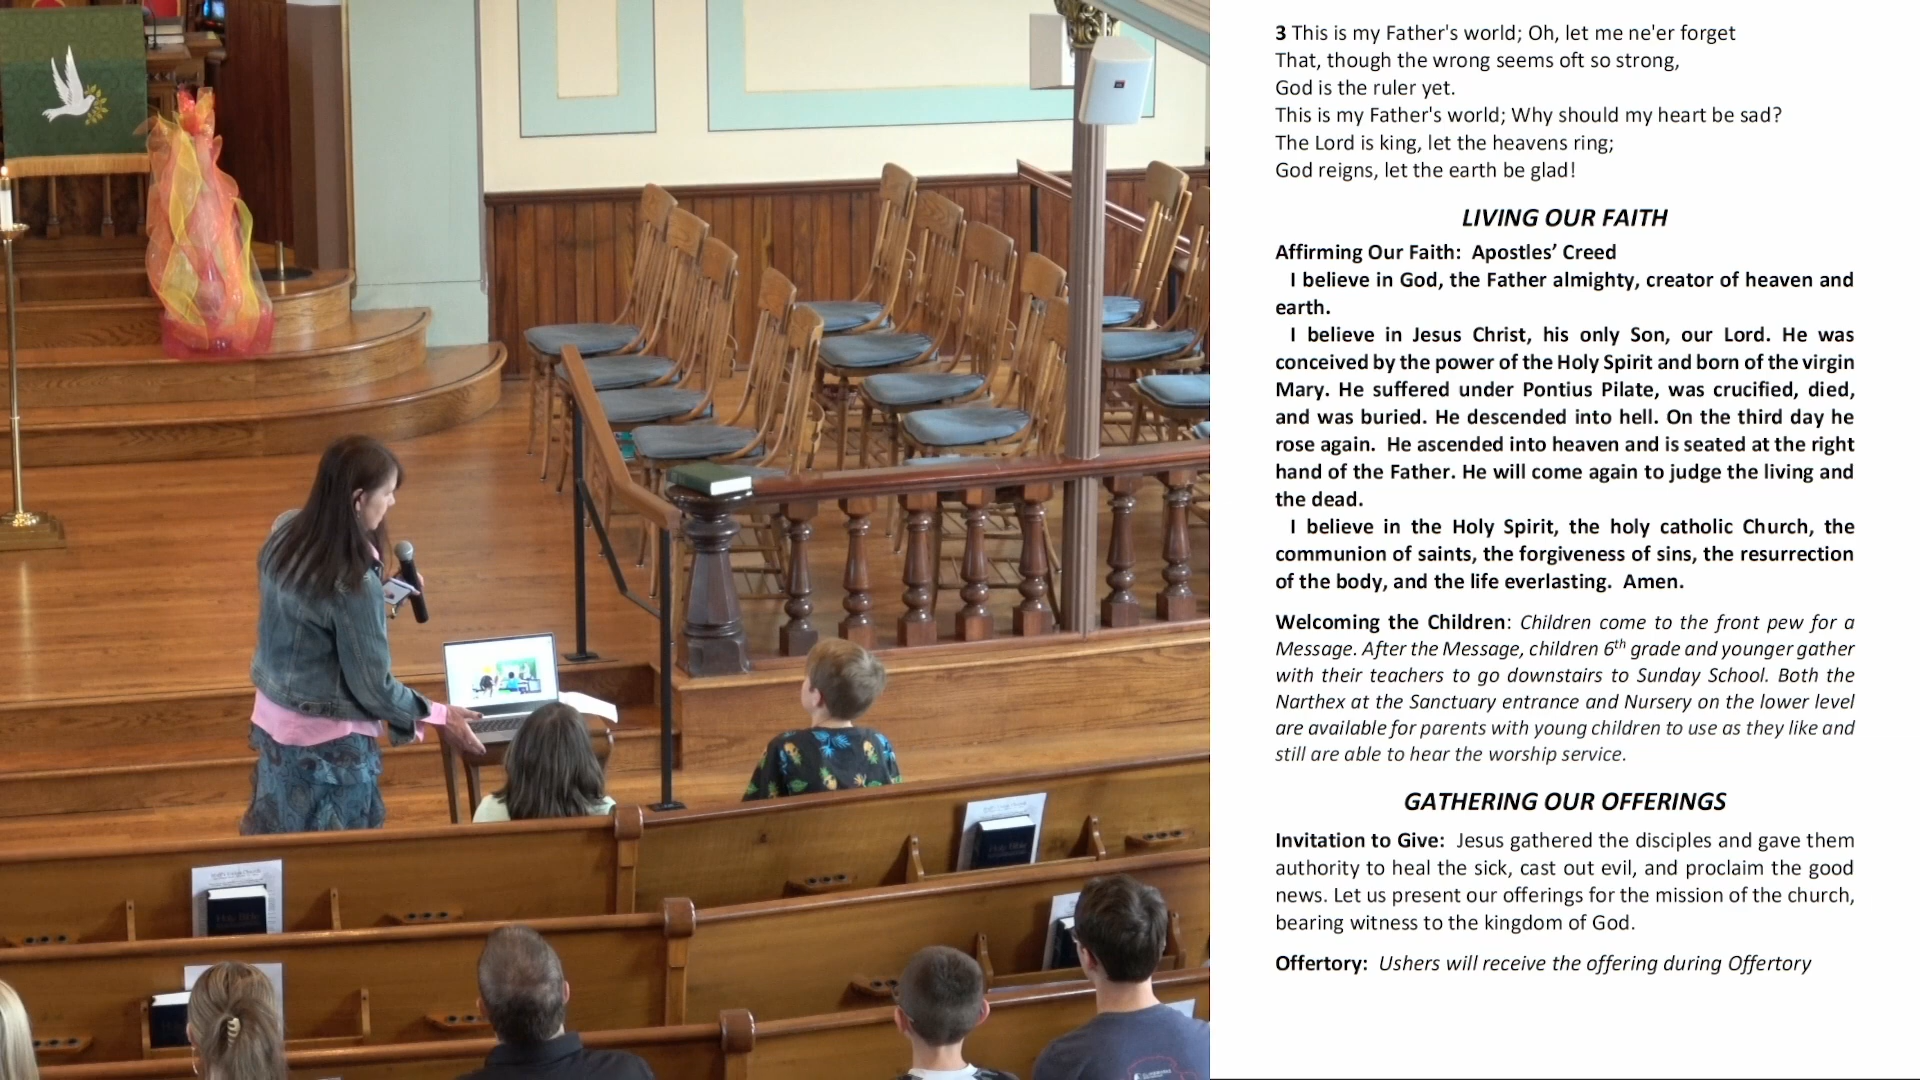 3 This is my Father's world; Oh, let me ne'er forget
That, though the wrong seems oft so strong,
God is the ruler yet.
This is my Father's world; Why should my heart be sad?
The Lord is king, let the heavens ring;
God reigns, let the earth be glad!
LIVING OUR FAITH
Affirming Our Faith: Apostles’ Creed
I believe in God, the Father almighty, creator of heaven and
earth.
I believe in Jesus Christ, his only Son, our Lord. He was
conceived by the power of the Holy Spirit and born of the virgin
Mary. He suffered under Pontius Pilate, was crucified, died,
and was buried. He descended into hell. On the third day he
rose again. He ascended into heaven and is seated at the right
hand of the Father. He will come again to judge the living and
the dead.
I believe in the Holy Spirit, the holy catholic Church, the
communion of saints, the forgiveness of sins, the resurrection
of the body, and the life everlasting. Amen.
Welcoming the Children: Children come to the front pew for a
Message. After the Message, children 6th grade and younger gather
with their teachers to go downstairs to Sunday School. Both the
Narthex at the Sanctuary entrance and Nursery on the lower level
are available for parents with young children to use as they like and
still are able to hear the worship service.
GATHERING OUR OFFERINGS
Invitation to Give: Jesus gathered the disciples and gave them
authority to heal the sick, cast out evil, and proclaim the good
news. Let us present our offerings for the mission of the church,
bearing witness to the kingdom of God.
Offertory: Ushers will receive the offering during Offertory
Holy Bible
Holy Bible